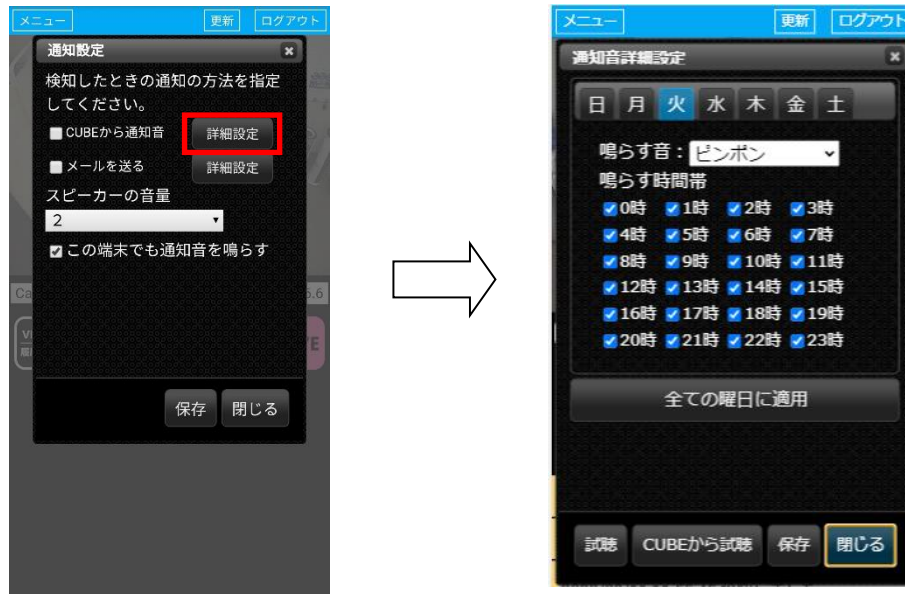 メニュー 更新 ログアウト
通知設定
検知したときの通知の方法を指定
してください。
CUBEから通知音 詳細設定
メールを送る 詳細設定
スピーカーの音量
2
この端末でも通知音を鳴らす
Ca 5.6
VI E
保存 閉じる
メニュー 更新 ログアウト
通知音詳細設定
日 月 火 水 木 金 土
鳴らす音： ピンポン
鳴らす時間帯
0時 1時 2時 3時
4時 5時 6時 7時
8時 9時 10時 11時
12時 13時 14時 15時
16時 17時 18時 19時
20時 21時 22時 23時
全ての曜日に適用
試聴 CUBEから試聴 保存 閉じる